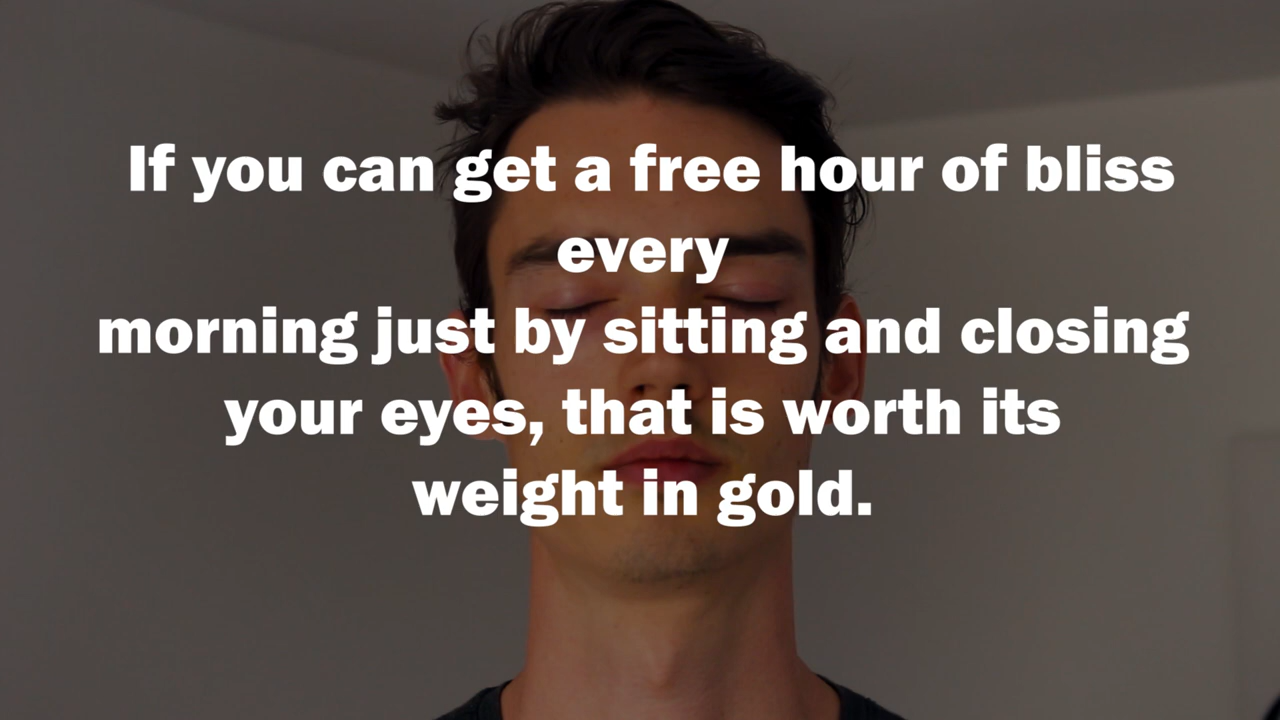 If you can get a free hour of bliss
every
morning just by sitting and closing
your eyes, that is worth its
weight in gold.